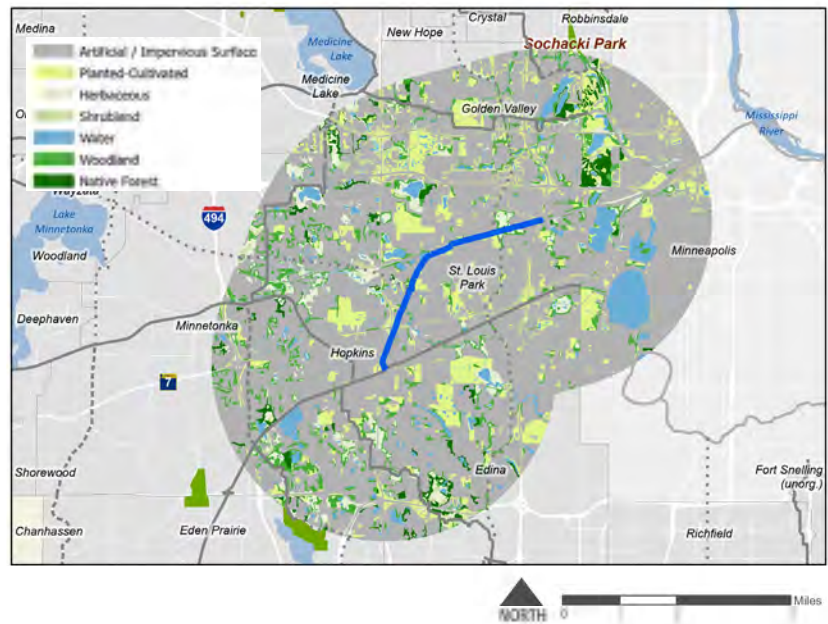 Medina
Crystal
Robbinsdale
New Hope
Sochacki Park
Medicine
Lake
Artificial / Impervious Surface
Planted-Cultivated
Herbaceous
Shrubland
Water
Woodland
Native Forest
Medicine
Lake
Golden Valley
Mississippi
River
Wayzata
Lake
Minnetonka
494
Woodland
Minneapolis
St. Louis
Park
Deephaven
Minnetonka
Hopkins
7
Shorewood
Edina
Fort Snelling
(unorg.)
Chanhassen
Eden Prairie
Richfield
NORTH
0
Miles